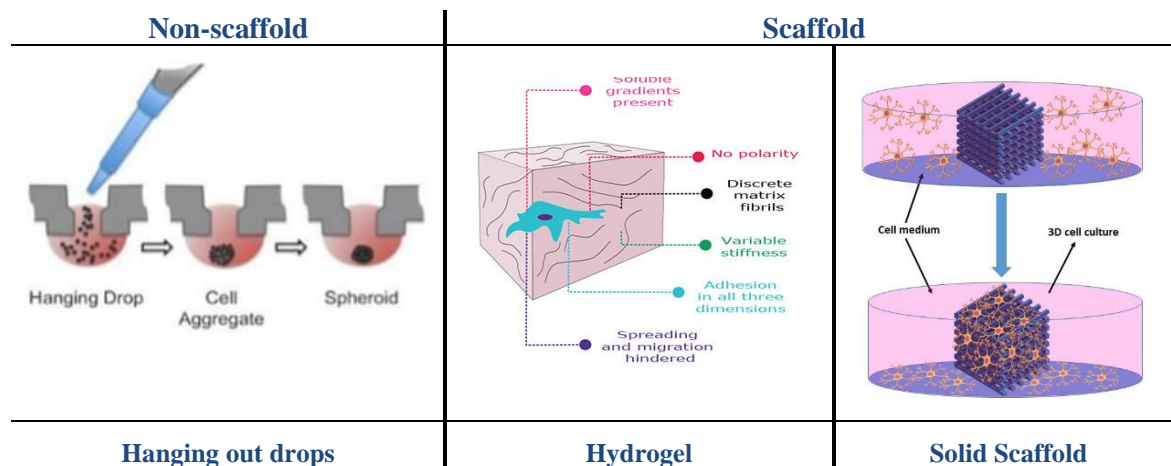 Non-scaffold
Scaffold
Hanging Drop
Cell
Aggregate
Spheroid
Soluble
gradients
present
No polarity
Discrete
matrix
fibrils
Variable
stiffness
Adhesion
in all three
dimensions
Spreading
and migration
hindered
Cell medium
3D cell culture
Hanging out drops
Hydrogel
Solid Scaffold